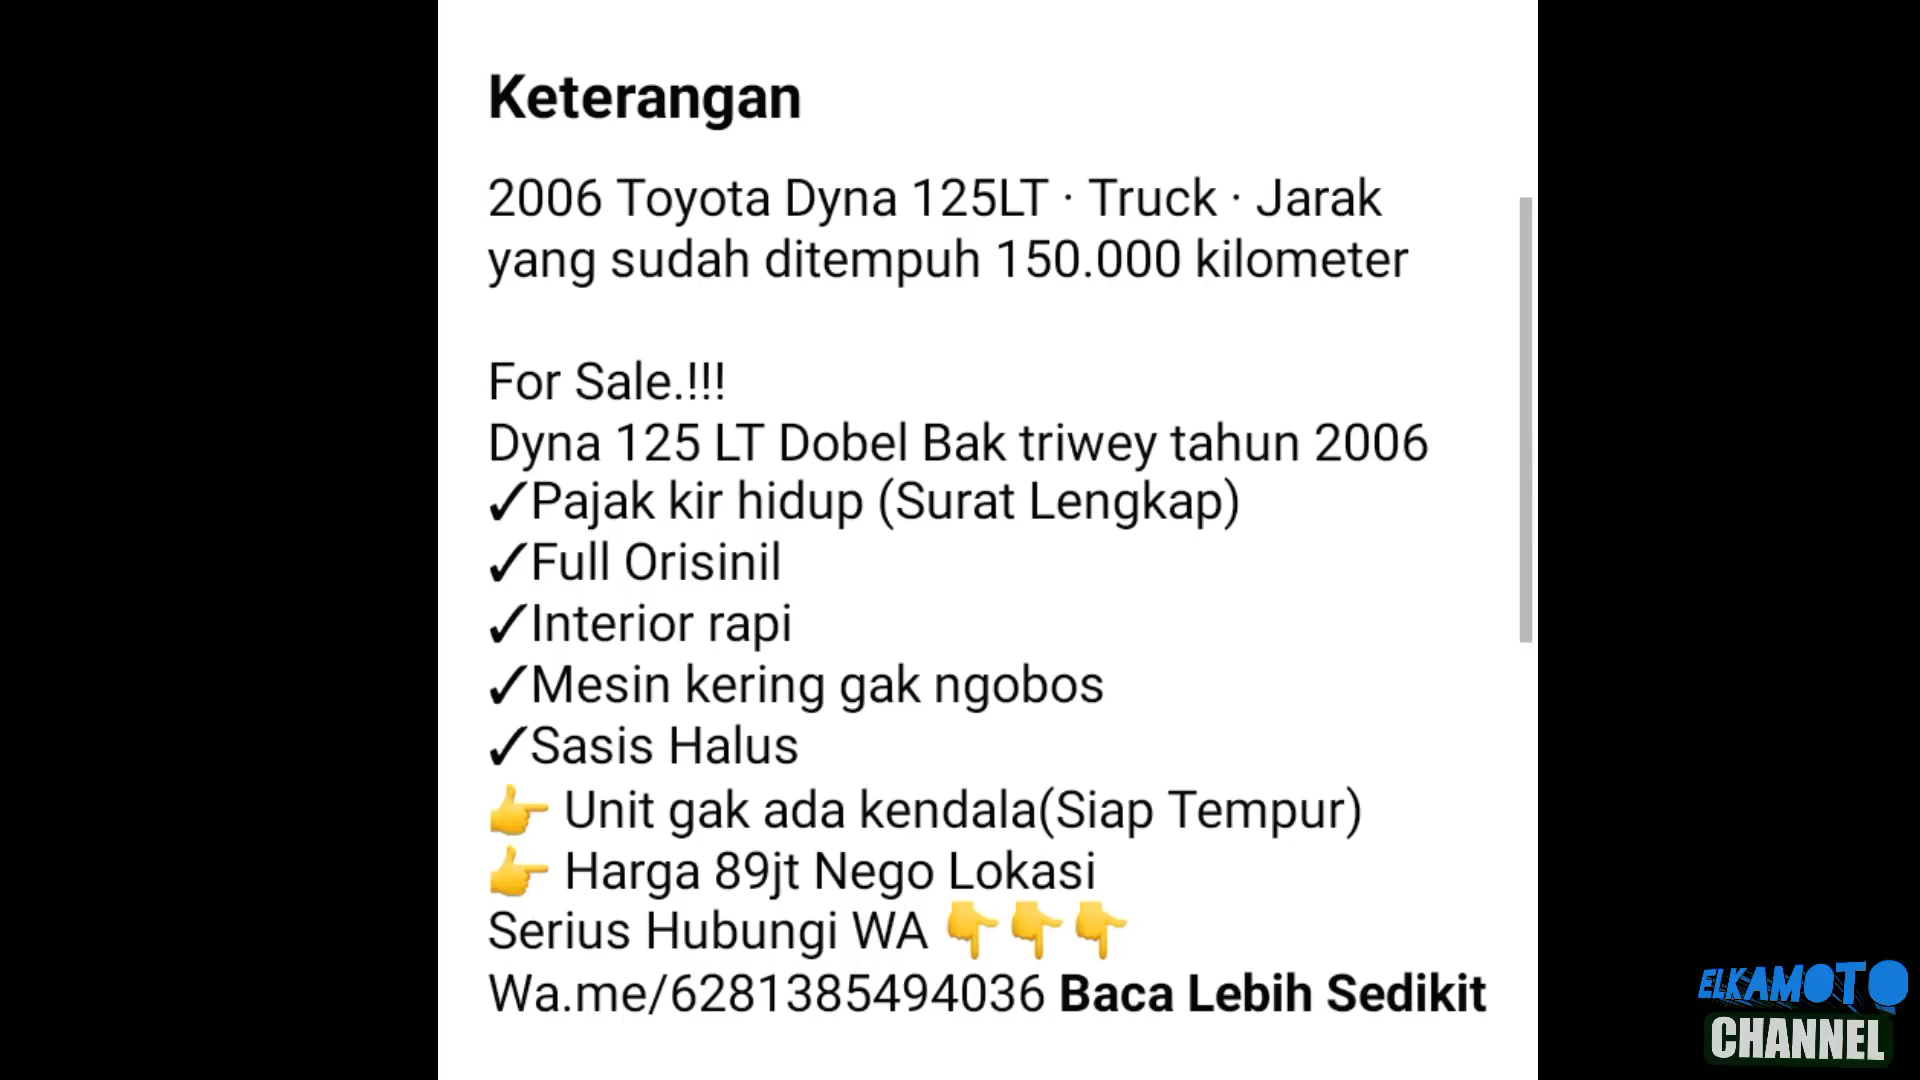 Keterangan
2006 Toyota Dyna 125LT · Truck · Jarak
yang sudah ditempuh 150.000 kilometer
For Sale.!!!
Dyna 125 LT Dobel Bak triwey tahun 2006
✓Pajak kir hidup (Surat Lengkap)
✓Full Orisinil
✓Interior rapi
✓Mesin kering gak ngobos
✓Sasis Halus
👉 Unit gak ada kendala(Siap Tempur)
👉 Harga 89jt Nego Lokasi
Serius Hubungi WA 👇👇👇
Wa.me/6281385494036 Baca Lebih Sedikit
ELKAMOTO
CHANNEL